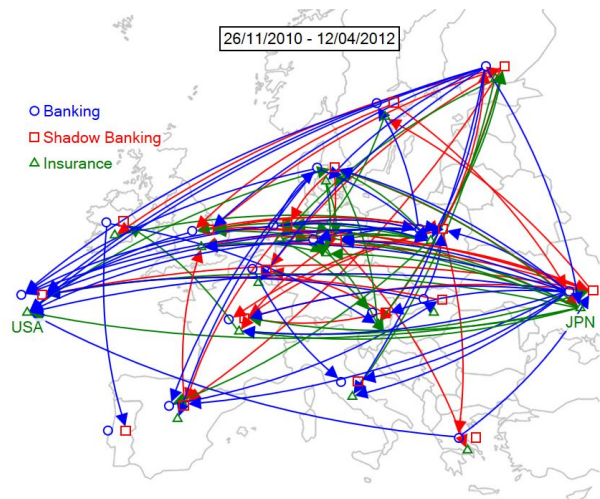 26/11/2010 - 12/04/2012
Banking
Shadow Banking
Insurance
USA
JPN